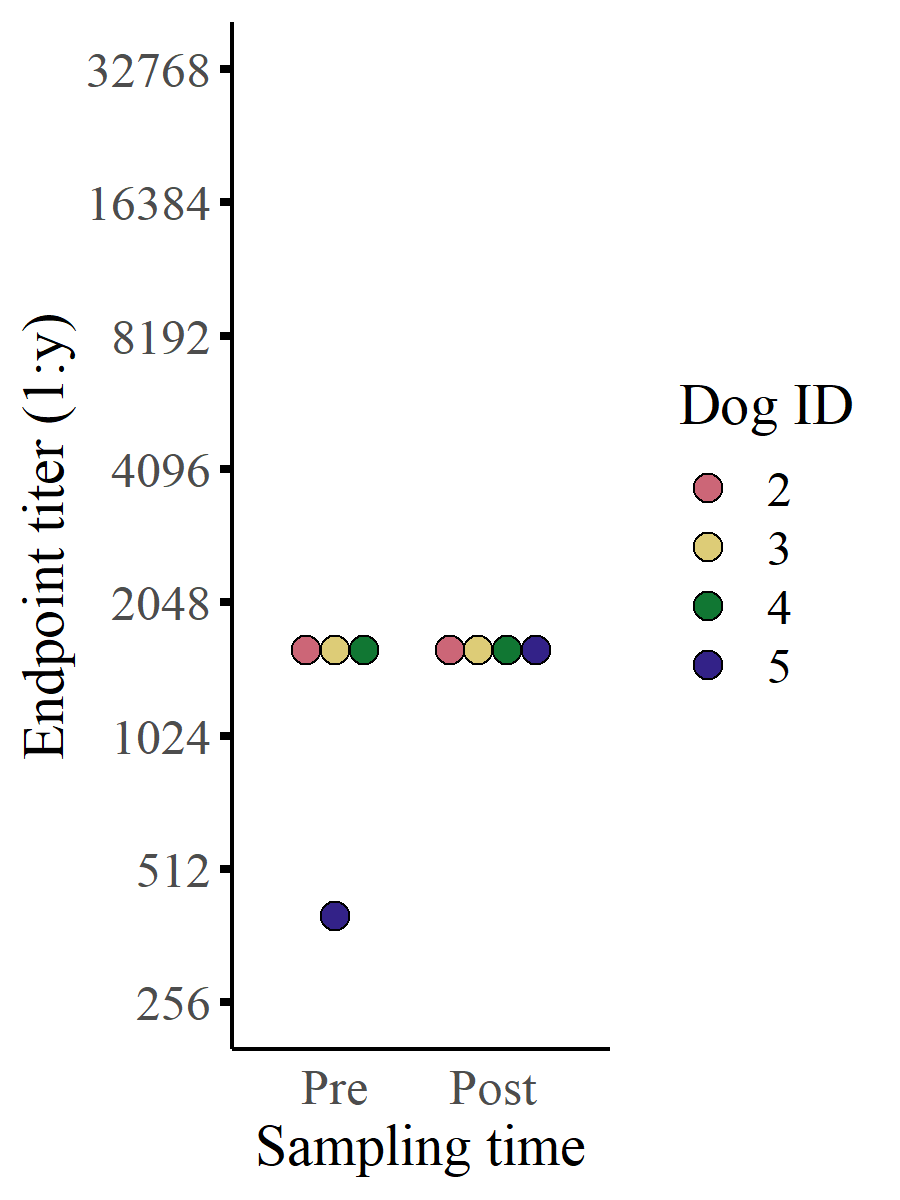 Endpoint titer (1:y)
32768
16384
8192
4096
2048
1024
512
256
Pre
Post
Sampling time
Dog ID
2
3
4
5